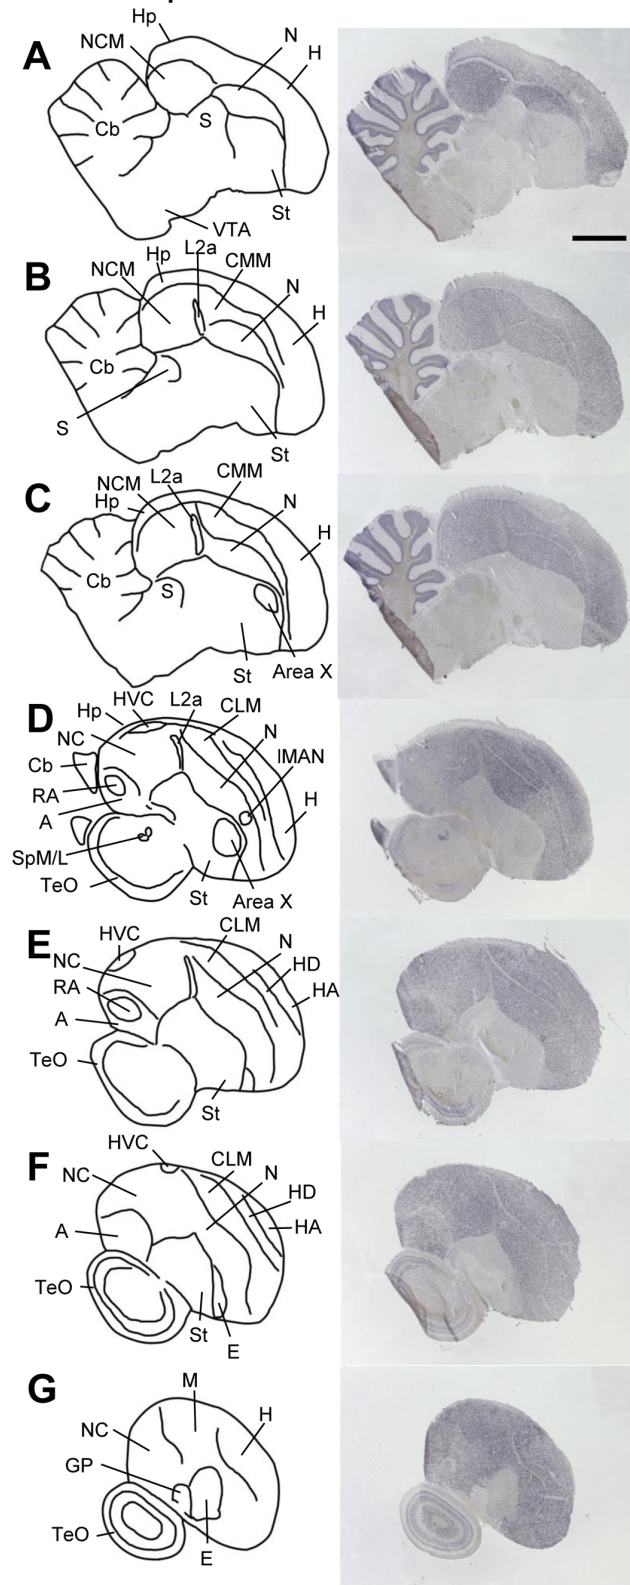 A
Hp
NCM
N
H
Cb
S
St
VTA
B
Hp
L2a
NCM
CMM
N
H
Cb
S
St
C
L2a
CMM
NCM
Hp
N
H
Cb
S
St
Area X
D
HVC
L2a
CLM
Hp
NC
N
Cb
lMAN
RA
H
A
SpM/L
TeO
St
Area X
E
HVC
CLM
N
NC
HD
RA
HA
A
TeO
St
F
HVC
CLM
NC
N
HD
A
HA
TeO
St
E
G
M
H
NC
GP
TeO
E